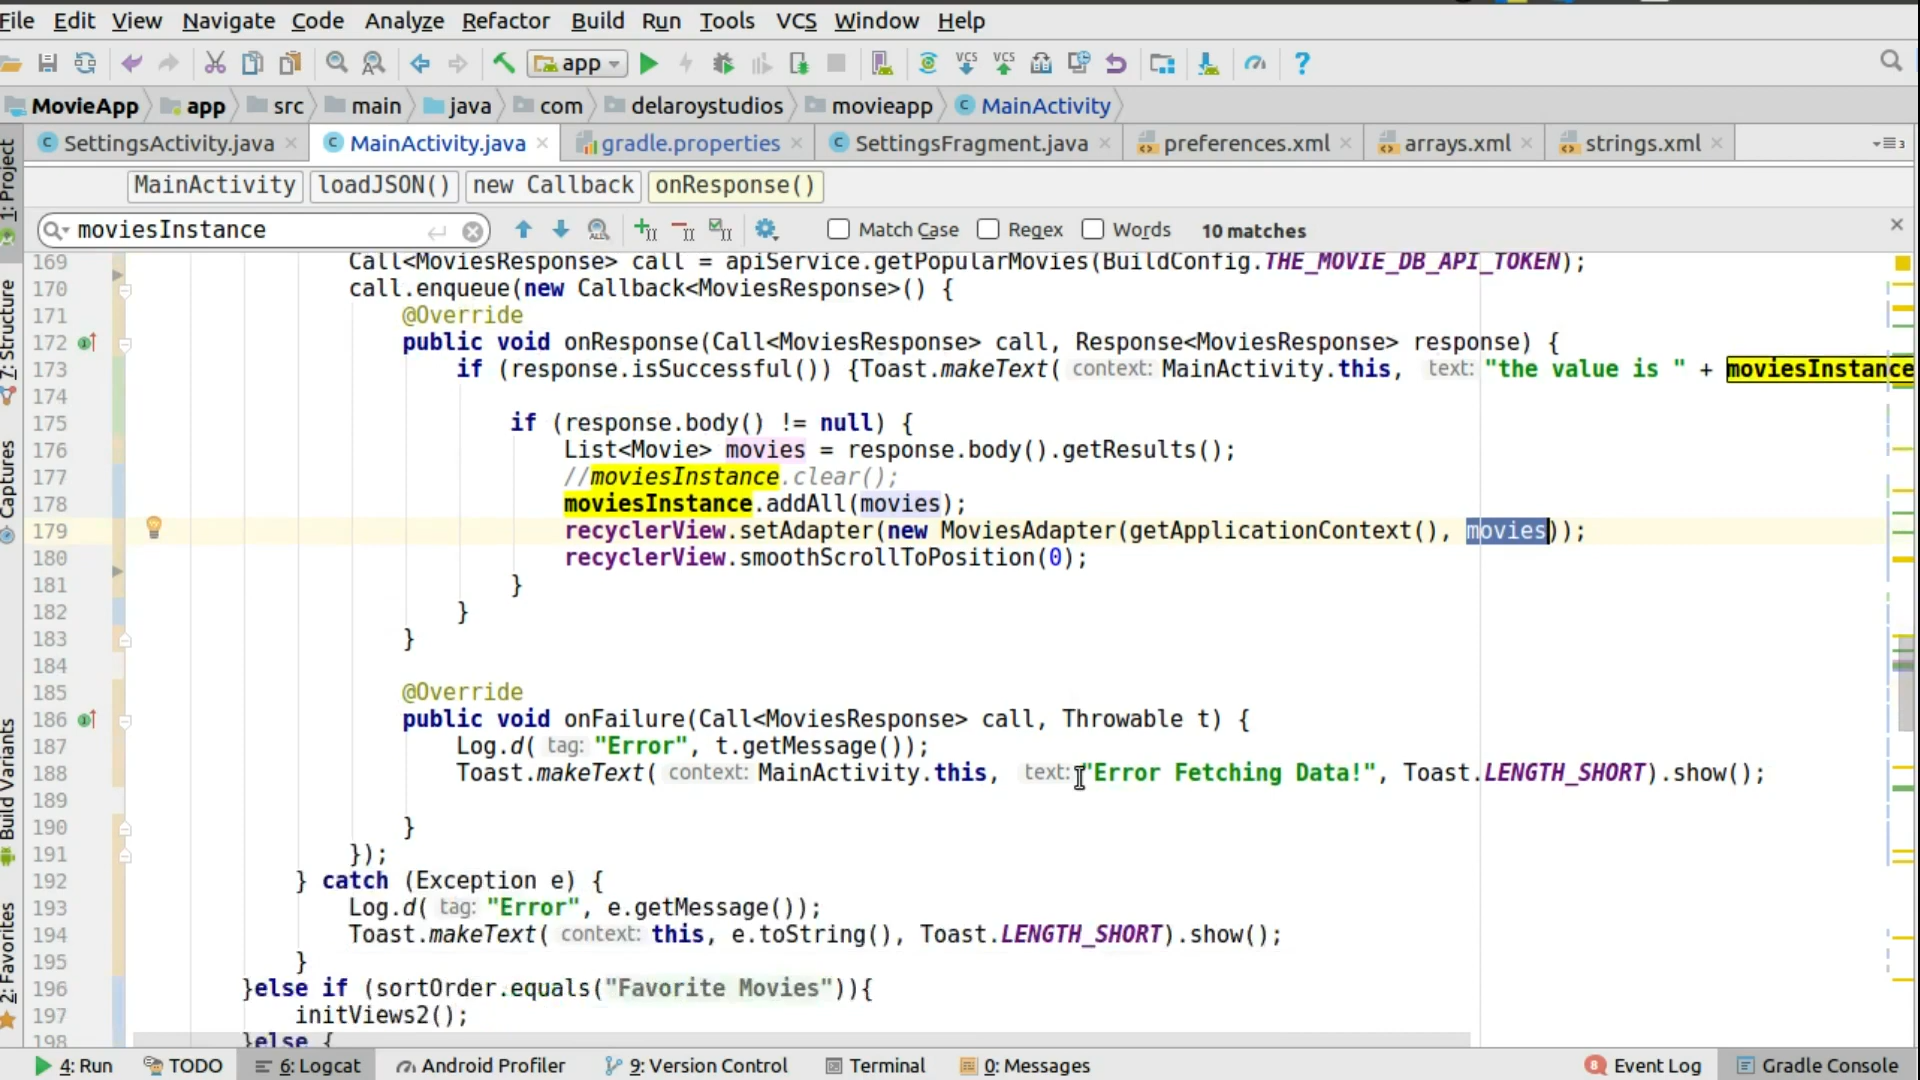 File Edit View Navigate Code Analyze Refactor Build Run Tools VCS Window Help
app VCS VCS ?
MovieApp app src main java com delaroystudios movieapp MainActivity
SettingsActivity.java MainActivity.java gradle.properties SettingsFragment.java preferences.xml arrays.xml strings.xml
MainActivity loadJSON() new Callback onResponse()
moviesInstance Match Case Regex Words 10 matches
169 Call<MoviesResponse> call = apiService.getPopularMovies(BuildConfig.THE_MOVIE_DB_API_TOKEN);
170 call.enqueue(new Callback<MoviesResponse>() {
171 @Override
172 public void onResponse(Call<MoviesResponse> call, Response<MoviesResponse> response) {
173 if (response.isSuccessful()) {Toast.makeText( context: MainActivity.this, text: "the value is " + moviesInstance
174
175 if (response.body() != null) {
176 List<Movie> movies = response.body().getResults();
177 //moviesInstance.clear();
178 moviesInstance.addAll(movies);
179 recyclerView.setAdapter(new MoviesAdapter(getApplicationContext(), movies));
180 recyclerView.smoothScrollToPosition(0);
181 }
182 }
183 }
184
185 @Override
186 public void onFailure(Call<MoviesResponse> call, Throwable t) {
187 Log.d( tag: "Error", t.getMessage());
188 Toast.makeText( context: MainActivity.this, text: "Error Fetching Data!", Toast.LENGTH_SHORT).show();
189
190 }
191 });
192 } catch (Exception e) {
193 Log.d( tag: "Error", e.getMessage());
194 Toast.makeText( context: this, e.toString(), Toast.LENGTH_SHORT).show();
195 }
196 }else if (sortOrder.equals("Favorite Movies")){
197 initViews2();
198 }else {
1: Project
7: Structure
Captures
Build Variants
2: Favorites
4: Run TODO 6: Logcat Android Profiler 9: Version Control Terminal 0: Messages 8 Event Log Gradle Console